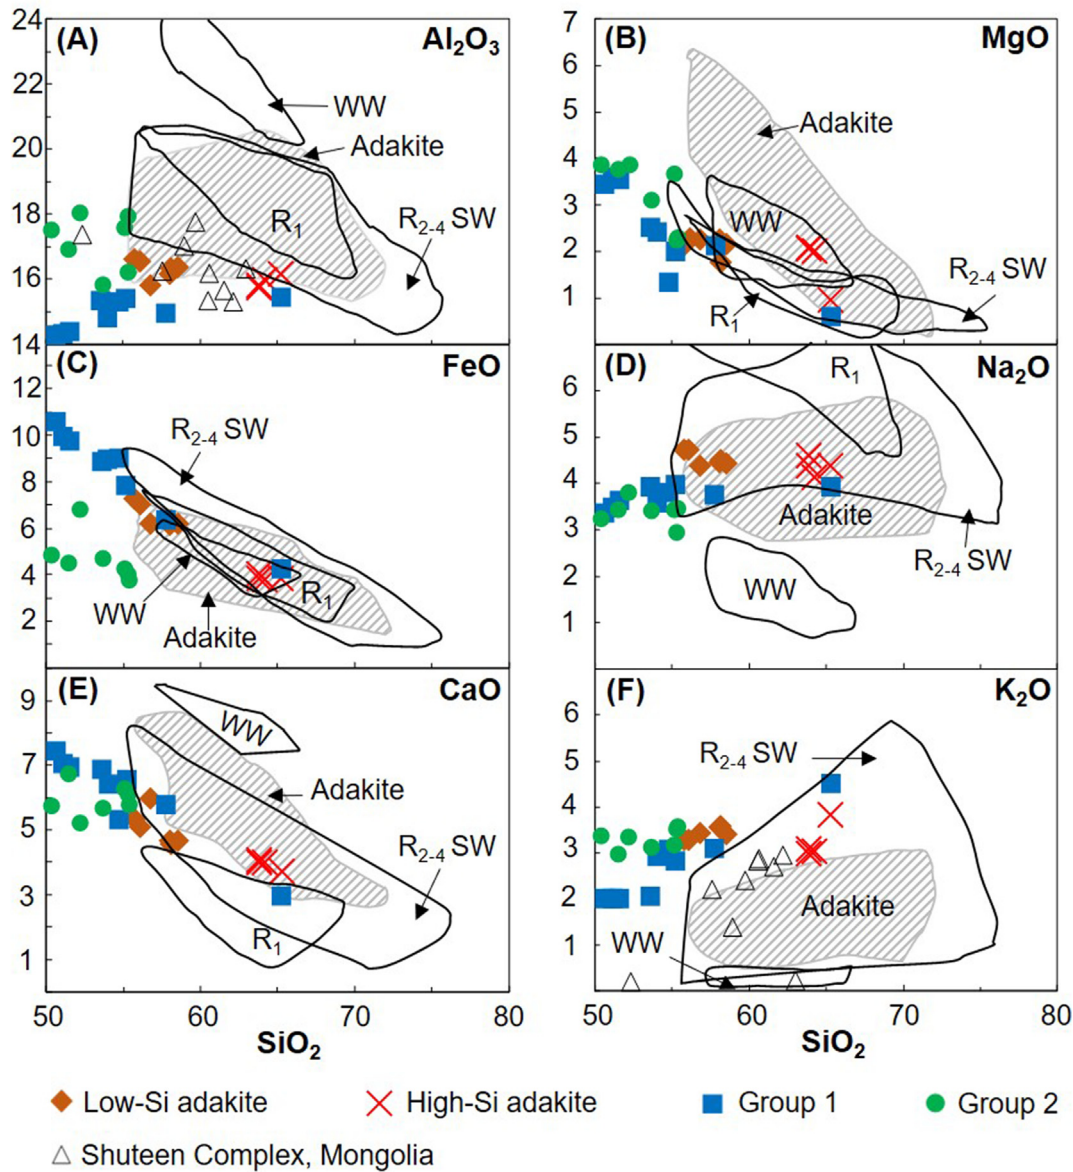 (A) Al₂O₃
24
22
20
18
16
14
WW
Adakite
R₂₋₄ SW
R₁
(B) MgO
7
6
5
4
3
2
1
Adakite
WW
R₂₋₄ SW
R₁
(C) FeO
14
12
10
8
6
4
2
R₂₋₄ SW
WW
R₁
Adakite
(D) Na₂O
6
5
4
3
2
1
R₁
Adakite
R₂₋₄ SW
WW
(E) CaO
9
7
5
3
1
WW
Adakite
R₂₋₄ SW
R₁
50 60 70 80
SiO₂
(F) K₂O
6
5
4
3
2
1
R₂₋₄ SW
Adakite
WW
50 60 70 80
SiO₂
Low-Si adakite High-Si adakite Group 1 Group 2
Shuteen Complex, Mongolia